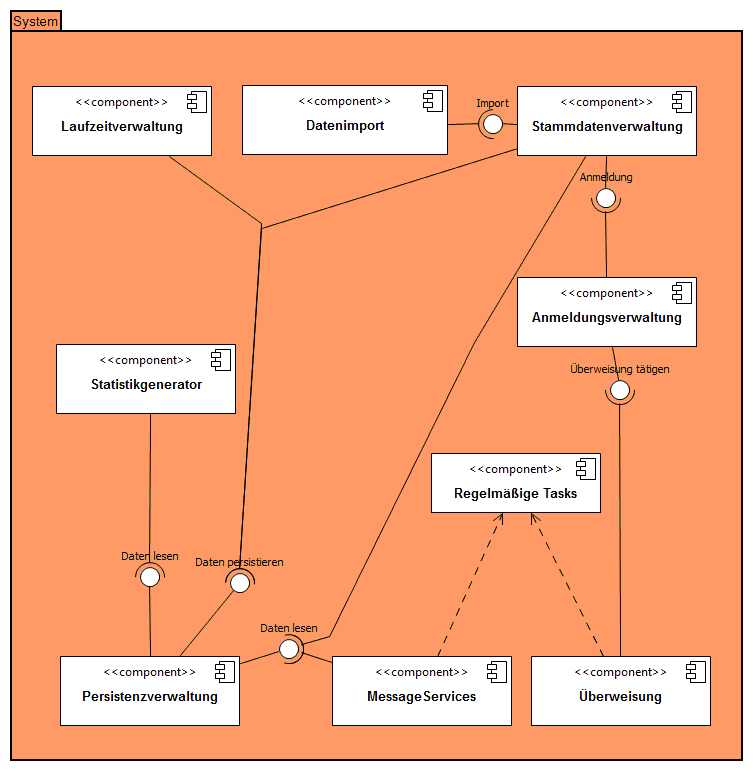 System
<<component>>
Laufzeitverwaltung
<<component>>
Datenimport
Import
<<component>>
Stammdatenverwaltung
Anmeldung
<<component>>
Anmeldungsverwaltung
<<component>>
Statistikgenerator
Überweisung tätigen
<<component>>
Regelmäßige Tasks
Daten lesen
Daten persistieren
Daten lesen
<<component>>
Persistenzverwaltung
<<component>>
MessageServices
<<component>>
Überweisung